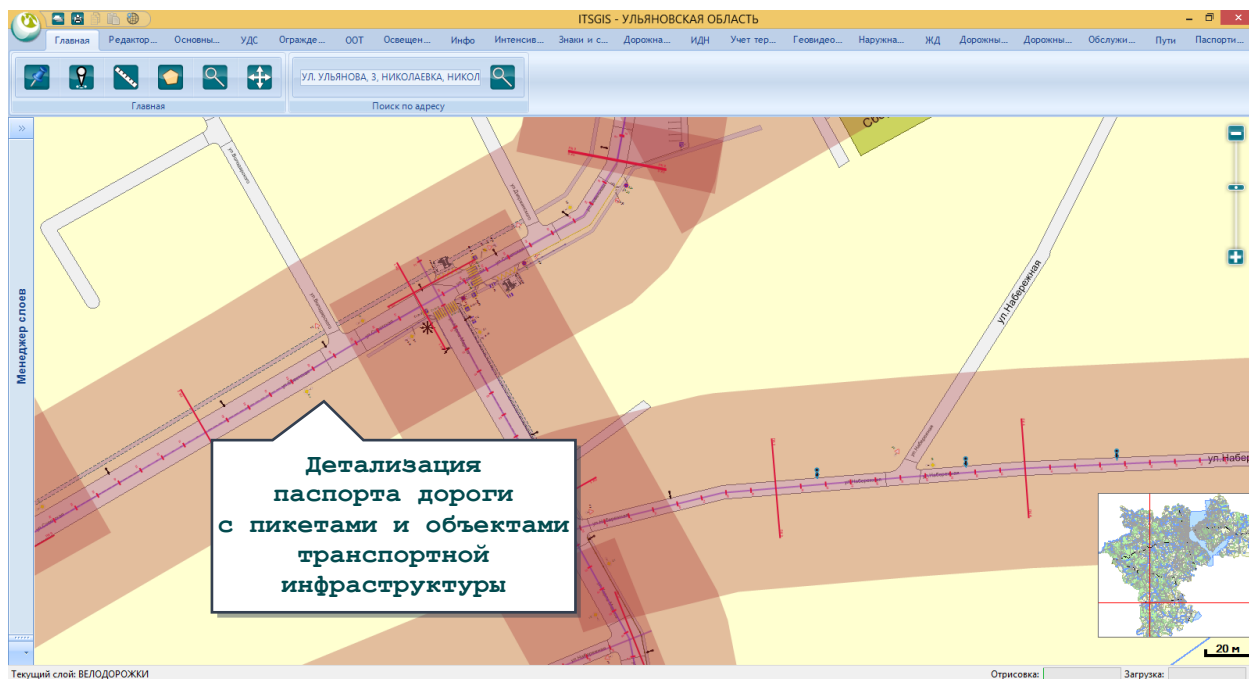 ITSGIS - УЛЬЯНОВСКАЯ ОБЛАСТЬ
Главная Редактор... Основны... УДС Огражде... ООТ Освещен... Инфо Интенсив... Знаки и с... Дорожна... ИДН Учет тер... Геовидео... Наружна... ЖД Дорожны... Дорожны... Обслужи... Пути Паспорти...
УЛ. УЛЬЯНОВА, 3, НИКОЛАЕВКА, НИКОЛ
Главная Поиск по адресу
Менеджер слоев
ул.Набережная
ул.Набер
Детализация
паспорта дороги
с пикетами и объектами
транспортной
инфраструктуры
20 м
Текущий слой: ВЕЛОДОРОЖКИ Отрисовка: Загрузка: